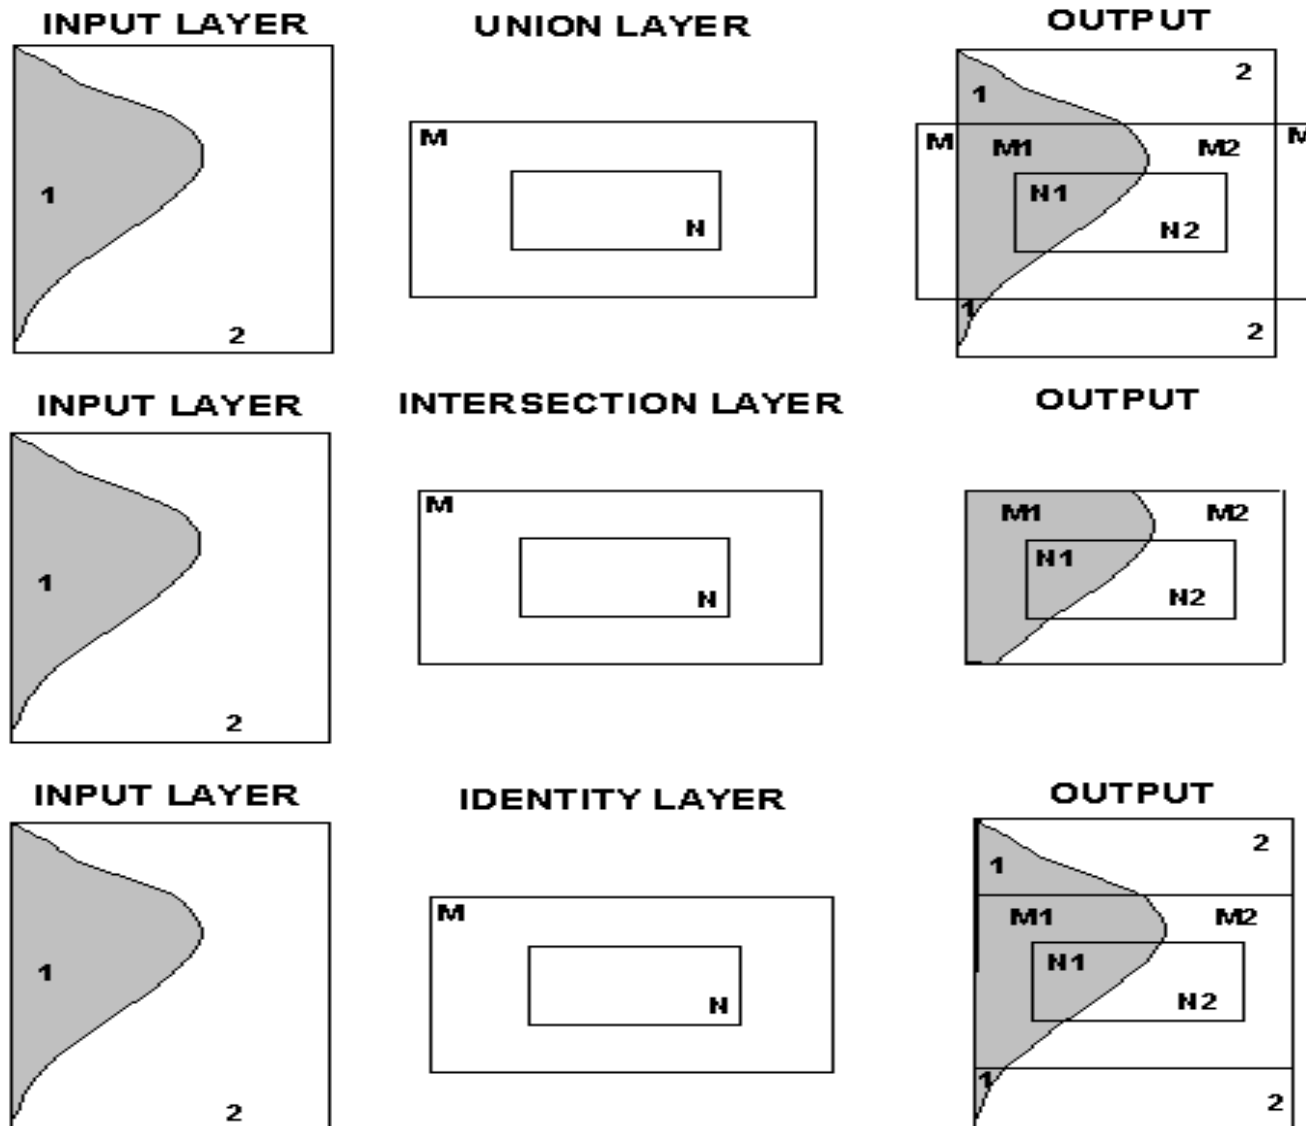 INPUT LAYER
UNION LAYER
OUTPUT
1
2
M
N
1
2
M
M1
M2
M
N1
N2
1
2
INPUT LAYER
INTERSECTION LAYER
OUTPUT
1
2
M
N
M1
M2
N1
N2
INPUT LAYER
IDENTITY LAYER
OUTPUT
1
2
M
N
1
2
M1
M2
N1
N2
1
2